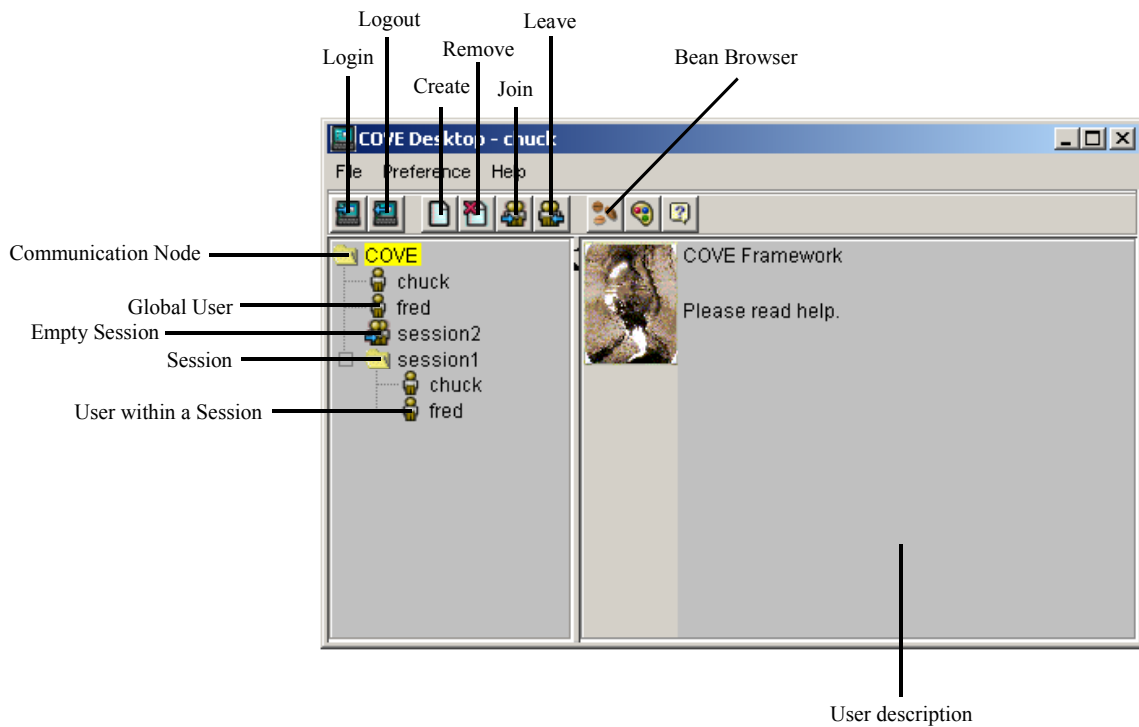 Leave
Logout
Remove
Login
Bean Browser
Create
Join
COVE Desktop - chuck
File Preference Help
Communication Node
COVE
COVE Framework
chuck
Global User
fred
Please read help.
Empty Session
session2
Session
session1
chuck
User within a Session
fred
User description